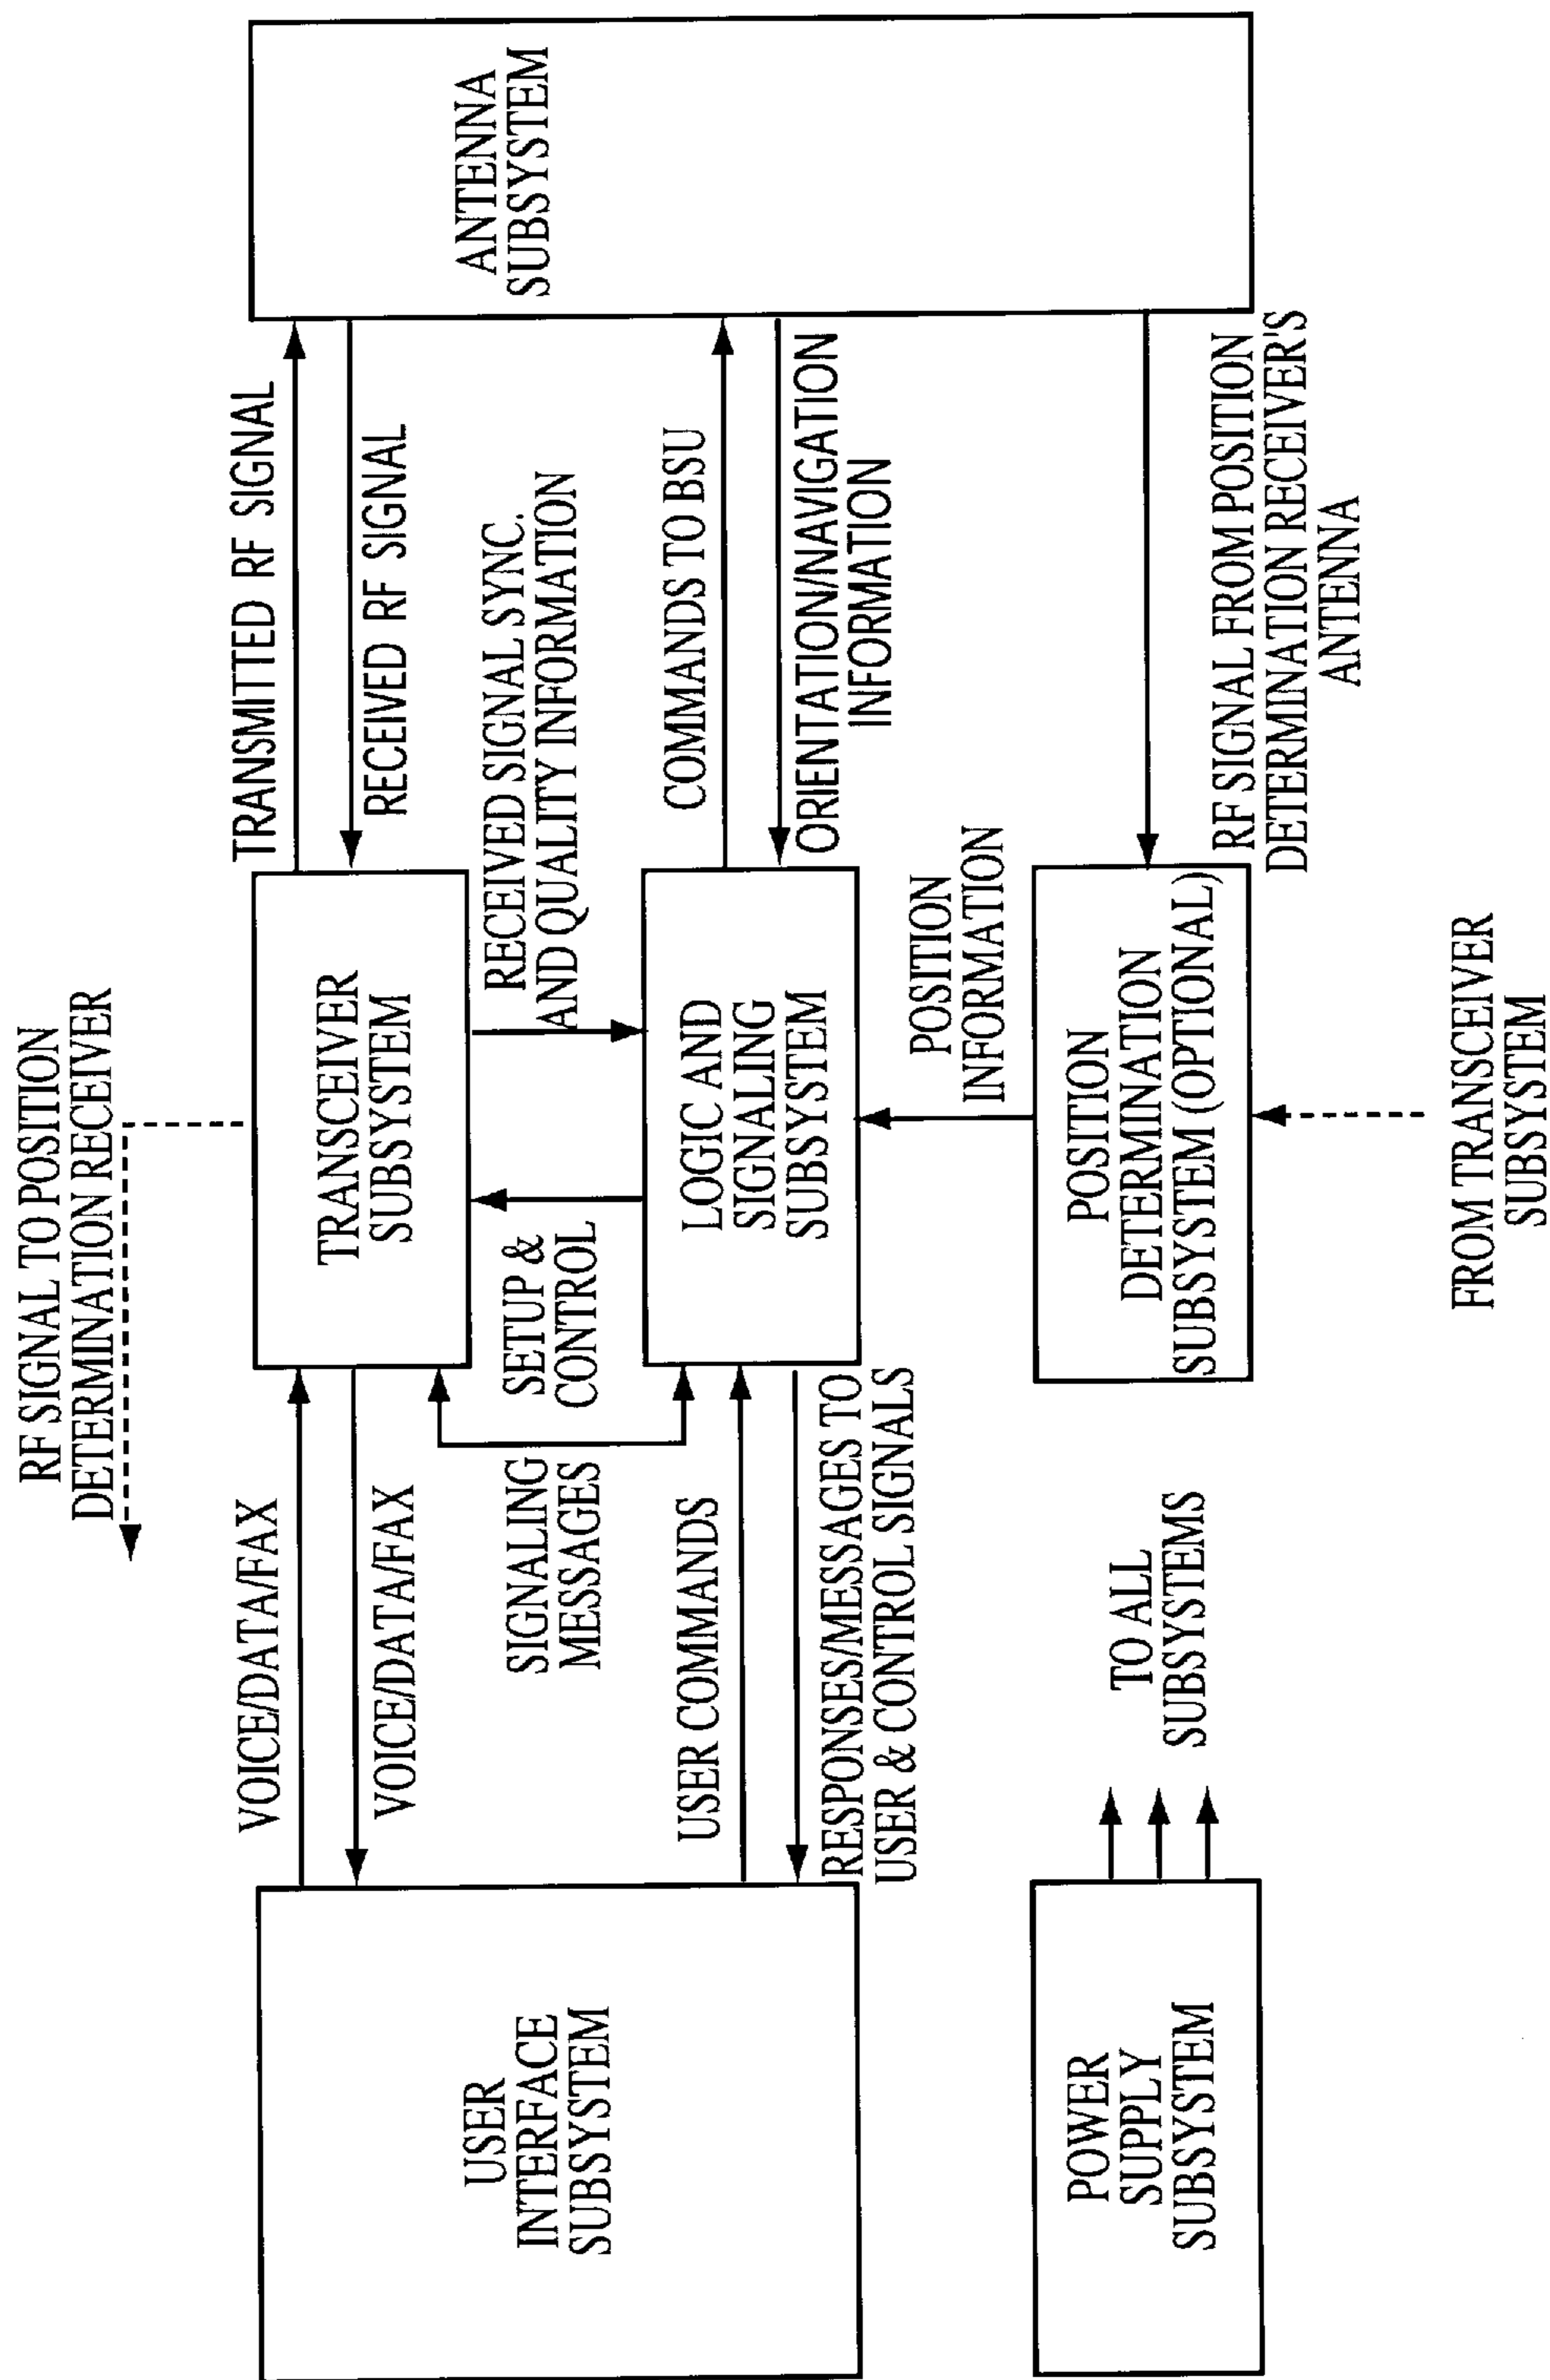 RF SIGNAL TO POSITION
DETERMINATION RECEIVER
VOICE/DATA/FAX
VOICE/DATA/FAX
TRANSCEIVER
SUBSYSTEM
TRANSMITTED RF SIGNAL
RECEIVED RF SIGNAL
ANTENNA
SUBSYSTEM
USER
INTERFACE
SUBSYSTEM
SIGNALING
MESSAGES
SETUP &
CONTROL
RECEIVED SIGNAL SYNC.
AND QUALITY INFORMATION
USER COMMANDS
RESPONSES/MESSAGES TO
USER & CONTROL SIGNALS
LOGIC AND
SIGNALING
SUBSYSTEM
COMMANDS TO BSU
ORIENTATION/NAVIGATION
INFORMATION
POSITION
INFORMATION
POWER
SUPPLY
SUBSYSTEM
TO ALL
SUBSYSTEMS
POSITION
DETERMINATION
SUBSYSTEM (OPTIONAL)
RF SIGNAL FROM POSITION
DETERMINATION RECEIVER'S
ANTENNA
FROM TRANSCEIVER
SUBSYSTEM